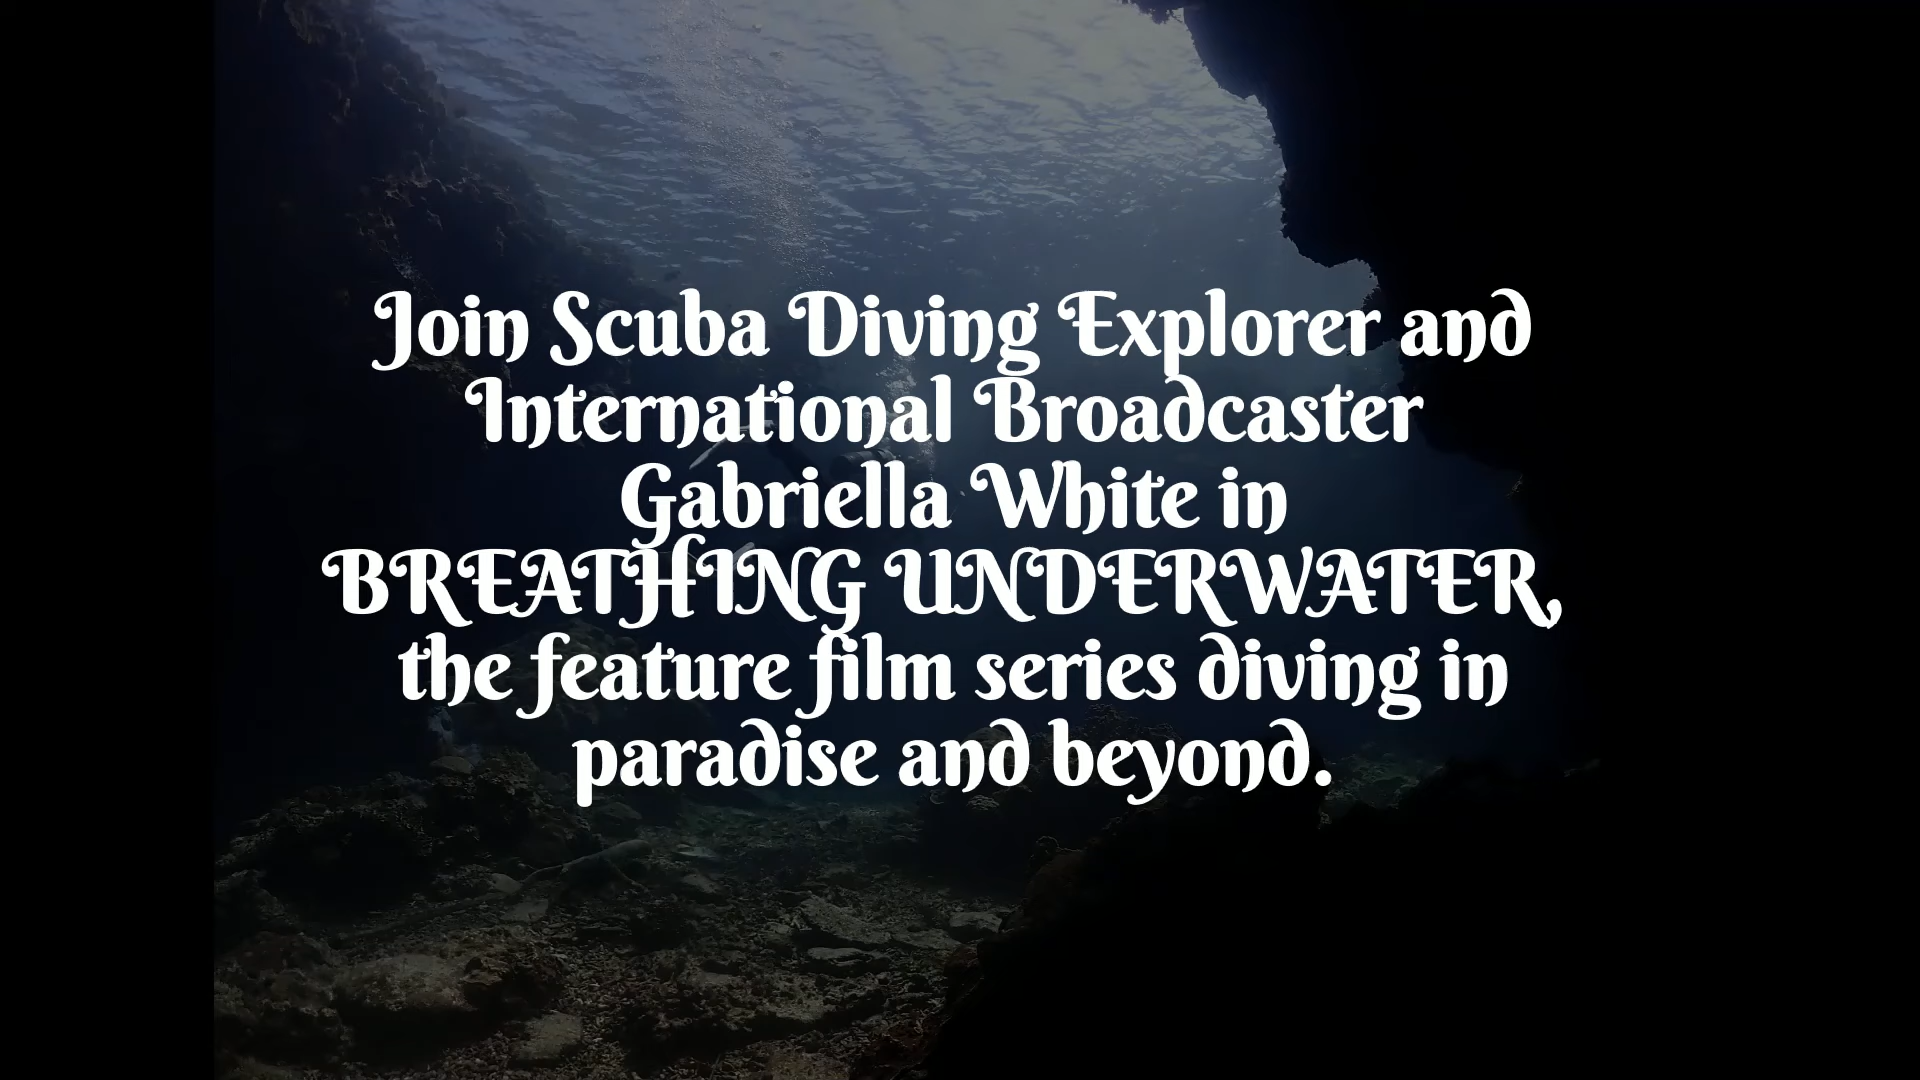 Join Scuba Diving Explorer and
International Broadcaster
Gabriella White in
BREATHING UNDERWATER,
the feature film series diving in
paradise and beyond.